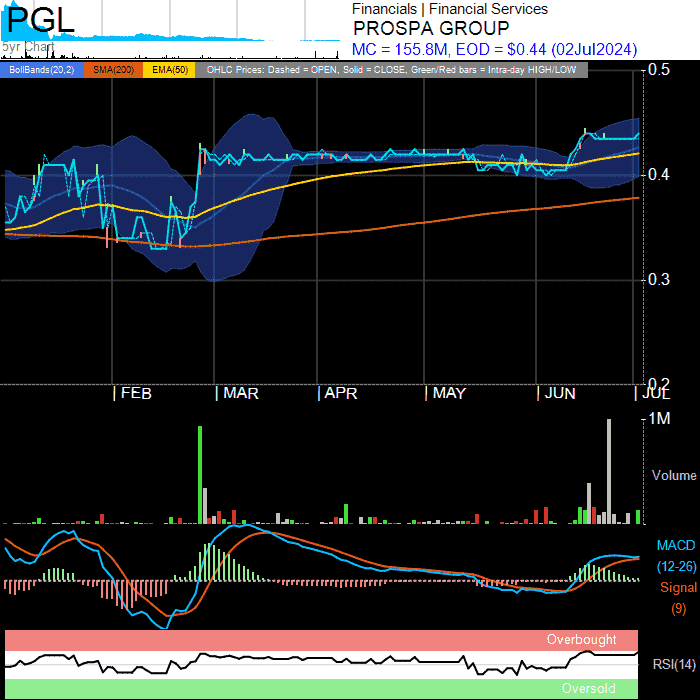 PGL
5yr Chart
Financials | Financial Services
PROSPA GROUP
MC = 155.8M, EOD = $0.44 (02Jul2024)
BollBands(20,2) SMA(200) EMA(50) OHLC Prices: Dashed = OPEN, Solid = CLOSE, Green/Red bars = Intra-day HIGH/LOW
0.5
0.4
0.3
0.2
FEB MAR APR MAY JUN JUL
1M
Volume
MACD
(12-26)
Signal
(9)
Overbought
RSI(14)
Oversold